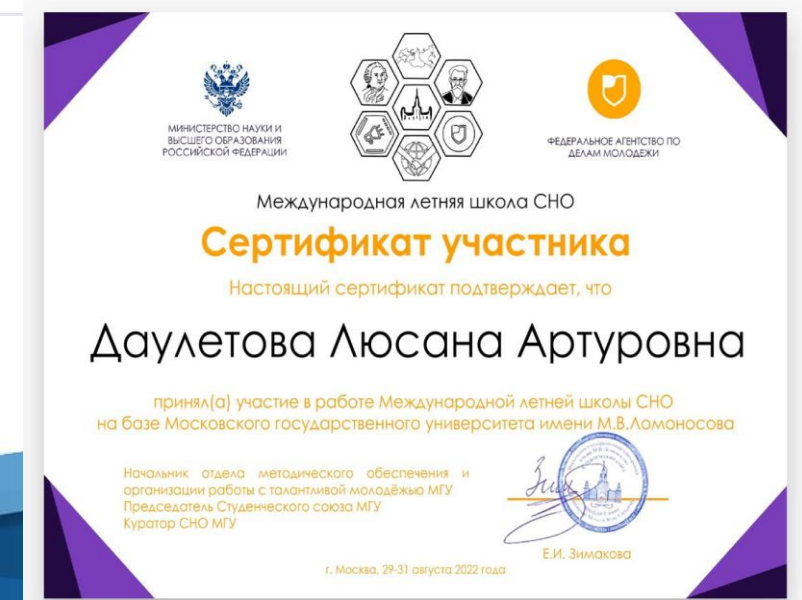 МИНИСТЕРСТВО НАУКИ И
ВЫСШЕГО ОБРАЗОВАНИЯ
РОССИЙСКОЙ ФЕДЕРАЦИИ
ФЕДЕРАЛЬНОЕ АГЕНТСТВО ПО
ДЕЛАМ МОЛОДЕЖИ
Международная летняя школа СНО
Сертификат участника
Настоящий сертификат подтверждает, что
Даулетова Люсана Артуровна
принял(а) участие в работе Международной летней школы СНО
на базе Московского государственного университета имени М.В.Ломоносова
Начальник отдела методического обеспечения и
организации работы с талантливой молодёжью МГУ
Председатель Студенческого союза МГУ
Куратор СНО МГУ
Е.И. Зимакова
г. Москва, 29-31 августа 2022 года